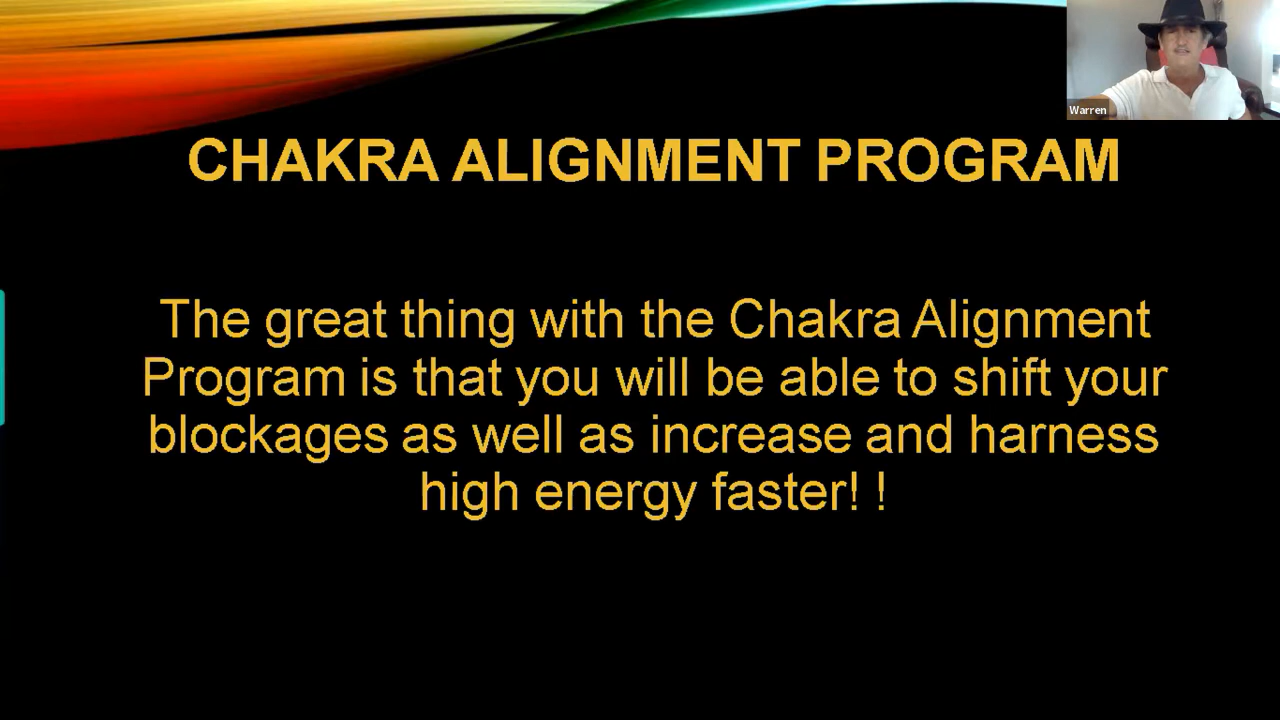 Warren
CHAKRA ALIGNMENT PROGRAM
The great thing with the Chakra Alignment
Program is that you will be able to shift your
blockages as well as increase and harness
high energy faster! !